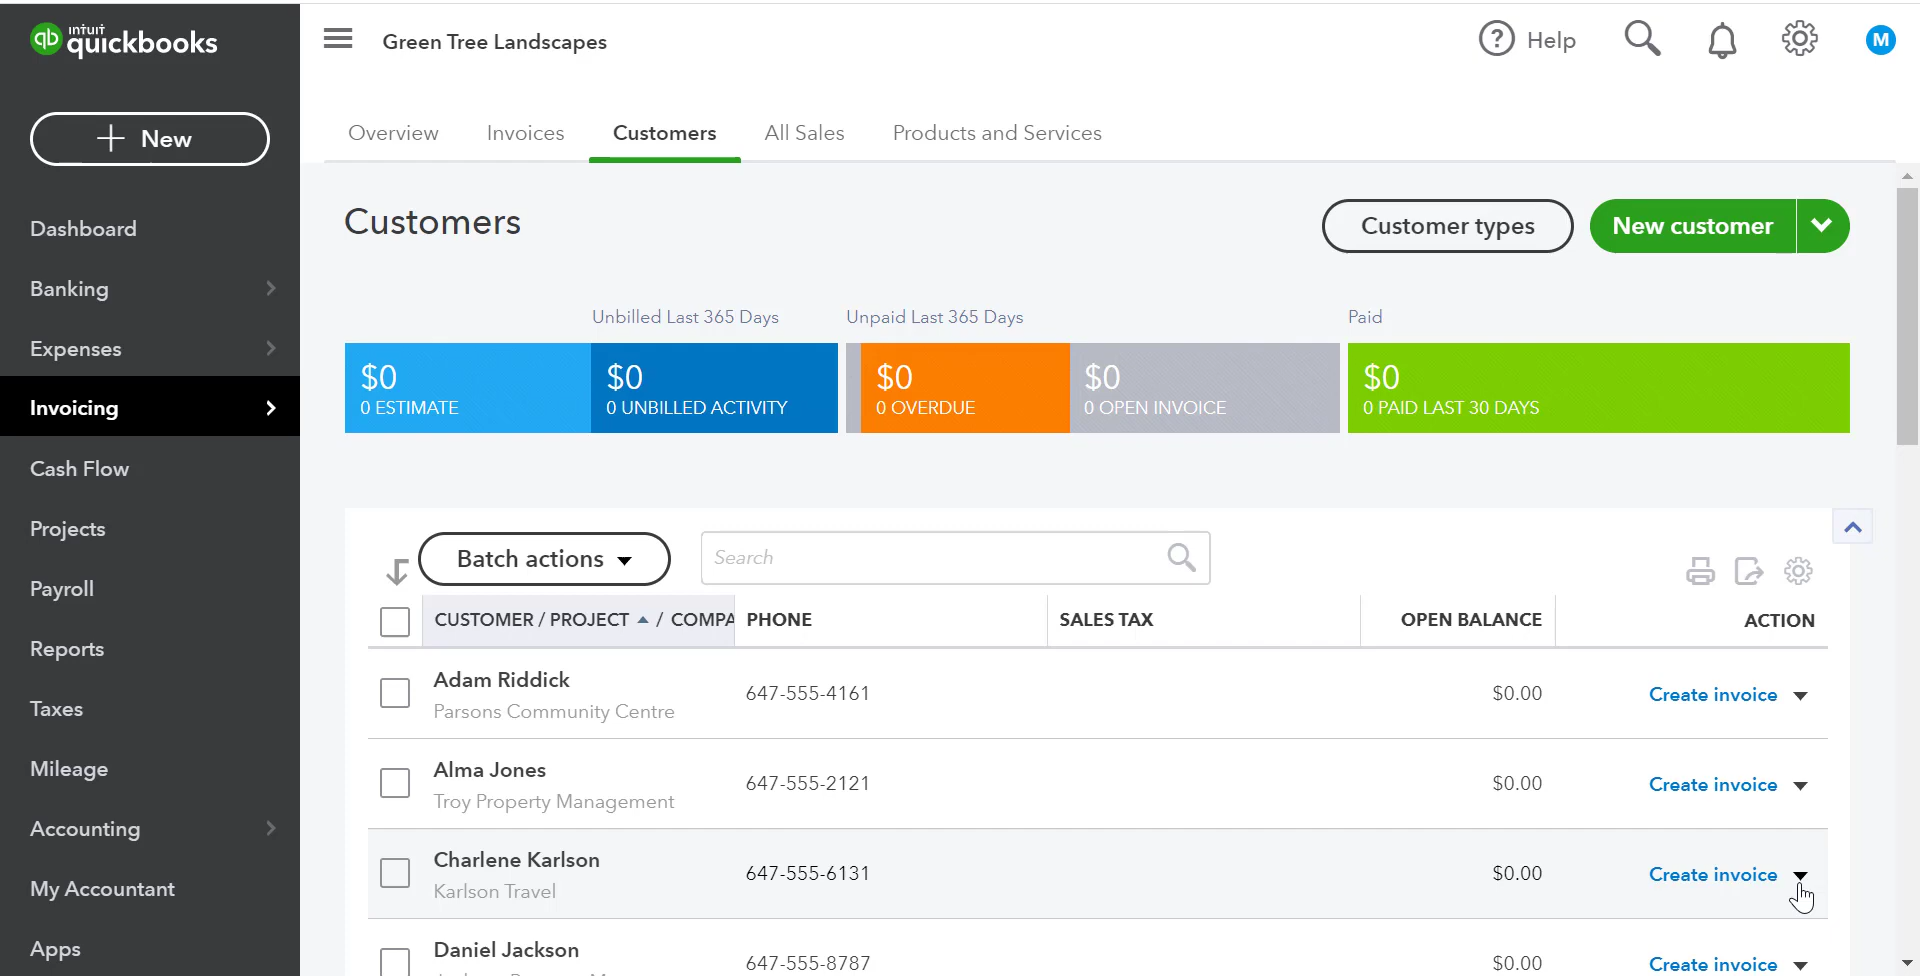 intuit
quickbooks
Green Tree Landscapes
Help
M
New
Overview
Invoices
Customers
All Sales
Products and Services
Dashboard
Banking
Expenses
Invoicing
Cash Flow
Projects
Payroll
Reports
Taxes
Mileage
Accounting
My Accountant
Apps
Customers
Customer types
New customer
Unbilled Last 365 Days
Unpaid Last 365 Days
Paid
$0
0 ESTIMATE
$0
0 UNBILLED ACTIVITY
$0
0 OVERDUE
$0
0 OPEN INVOICE
$0
0 PAID LAST 30 DAYS
Batch actions
Search
CUSTOMER / PROJECT / COMPA
PHONE
SALES TAX
OPEN BALANCE
ACTION
Adam Riddick
Parsons Community Centre
647-555-4161
$0.00
Create invoice
Alma Jones
Troy Property Management
647-555-2121
$0.00
Create invoice
Charlene Karlson
Karlson Travel
647-555-6131
$0.00
Create invoice
Daniel Jackson
647-555-8787
$0.00
Create invoice